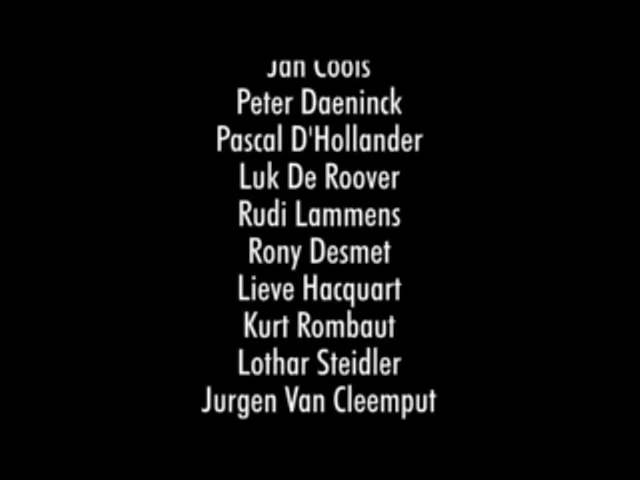 Jan Cools
Peter Daeninck
Pascal D'Hollander
Luk De Roover
Rudi Lammens
Rony Desmet
Lieve Hacquart
Kurt Rombaut
Lothar Steidler
Jurgen Van Cleemput